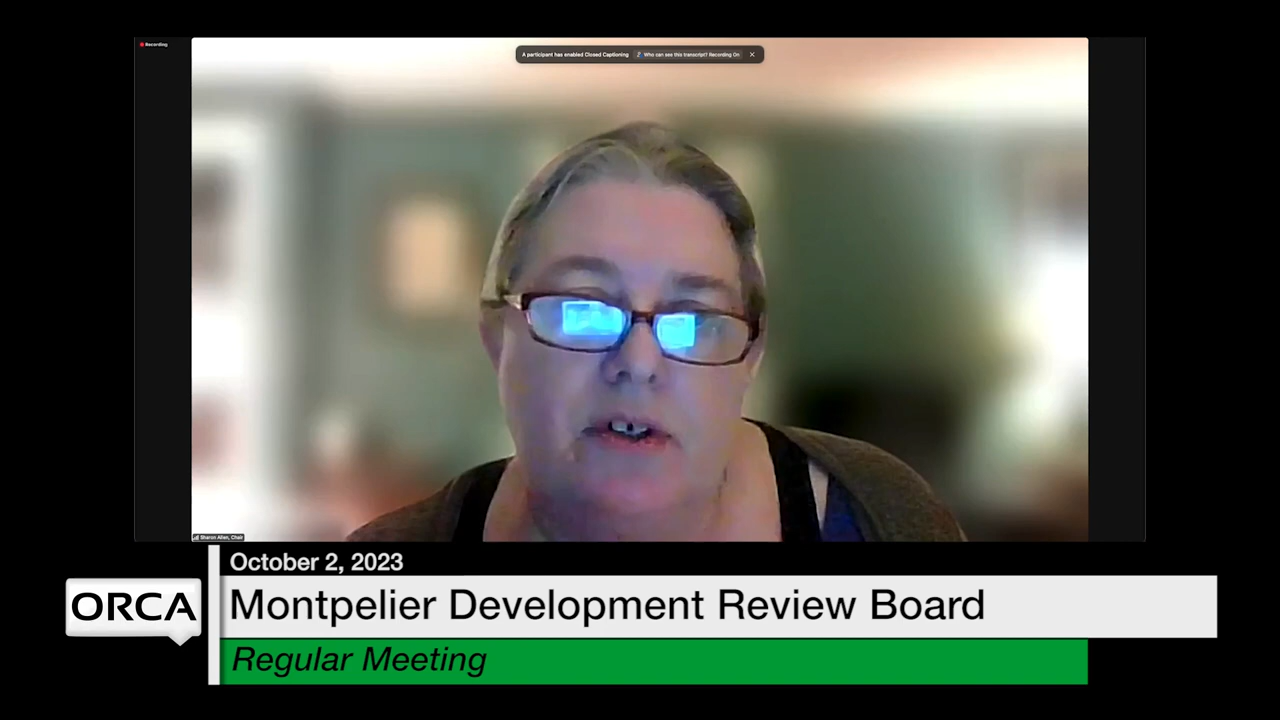 Recording
A participant has enabled Closed Captioning Who can see this transcript? Recording On
Sharon Allen, Chair
October 2, 2023
ORCA
Montpelier Development Review Board
Regular Meeting